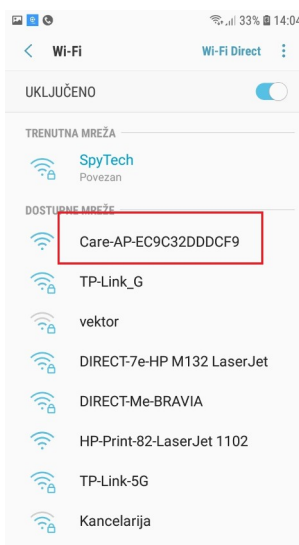 33% 14:04
Wi-Fi Wi-Fi Direct
UKLJUČENO
TRENUTNA MREŽA
SpyTech
Povezan
DOSTUPNE MREŽE
Care-AP-EC9C32DDDCF9
TP-Link_G
vektor
DIRECT-7e-HP M132 LaserJet
DIRECT-Me-BRAVIA
HP-Print-82-LaserJet 1102
TP-Link-5G
Kancelarija